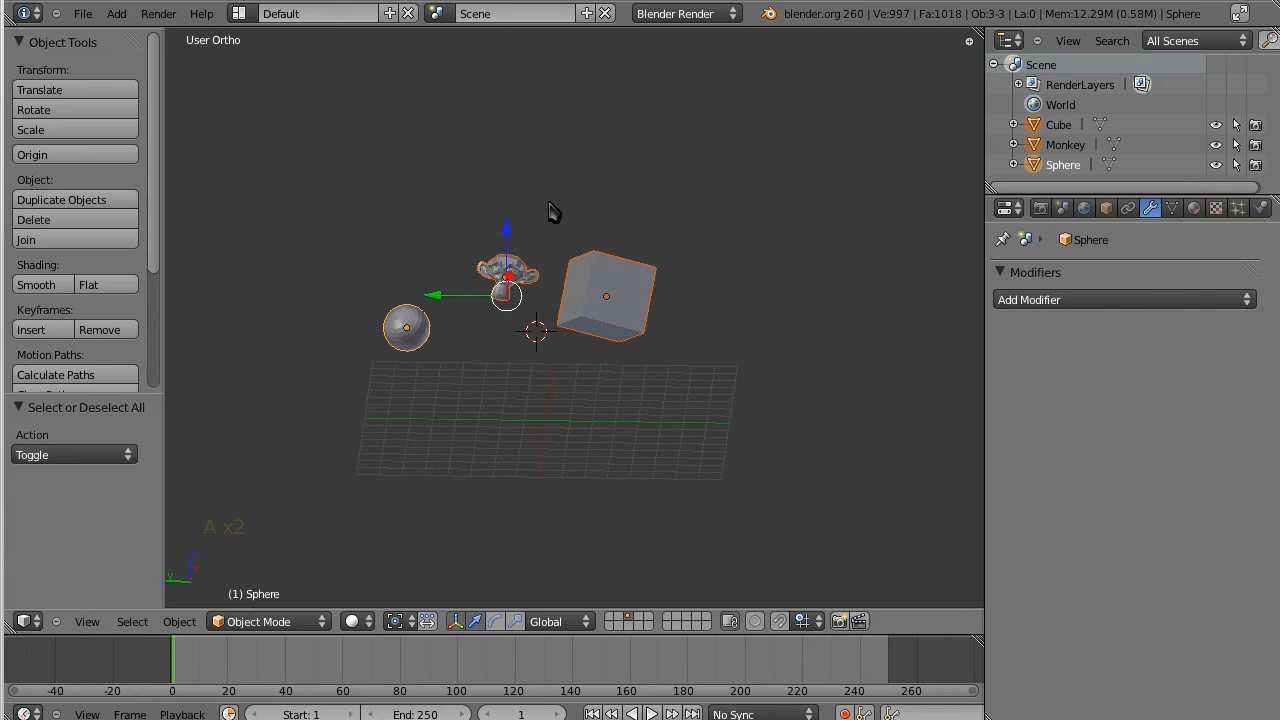 File Add Render Help Default Scene Blender Render blender.org 260 | Ve:997 | Fa:1018 | Ob:3-3 | La:0 | Mem:12.29M (0.58M) | Sphere
Object Tools
Transform:
Translate
Rotate
Scale
Origin
Object:
Duplicate Objects
Delete
Join
Shading:
Smooth Flat
Keyframes:
Insert Remove
Motion Paths:
Calculate Paths
Select or Deselect All
Action
Toggle
User Ortho
A x2
y
(1) Sphere
View Select Object Object Mode Global
-40 -20 0 20 40 60 80 100 120 140 160 180 200 220 240 260
View Frame Playback Start: 1 End: 250 1 No Sync
View Search All Scenes
Scene
RenderLayers |
World
Cube |
Monkey |
Sphere |
Sphere
Modifiers
Add Modifier